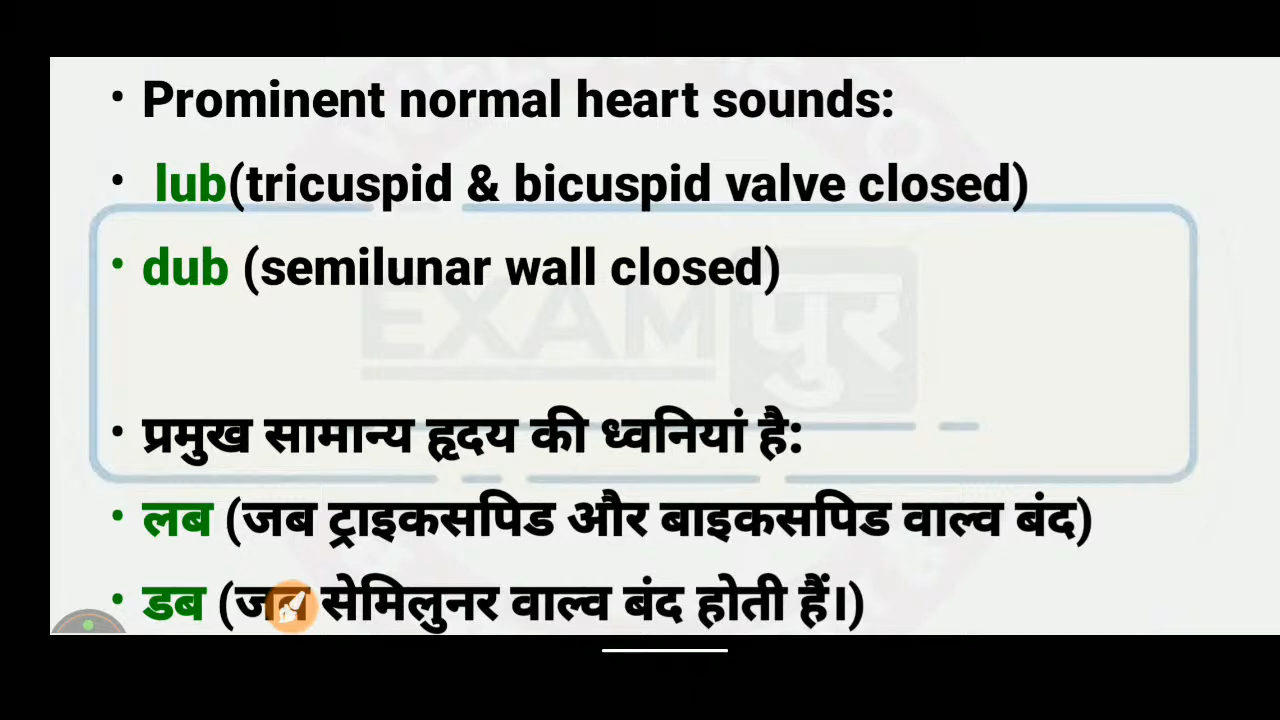 • Prominent normal heart sounds:
• lub(tricuspid & bicuspid valve closed)
• dub (semilunar wall closed)
EXAMपुर
• प्रमुख सामान्य हृदय की ध्वनियां है:
• लब (जब ट्राइकसपिड और बाइकसपिड वाल्व बंद)
• डब (जब सेमिलुनर वाल्व बंद होती हैं।)